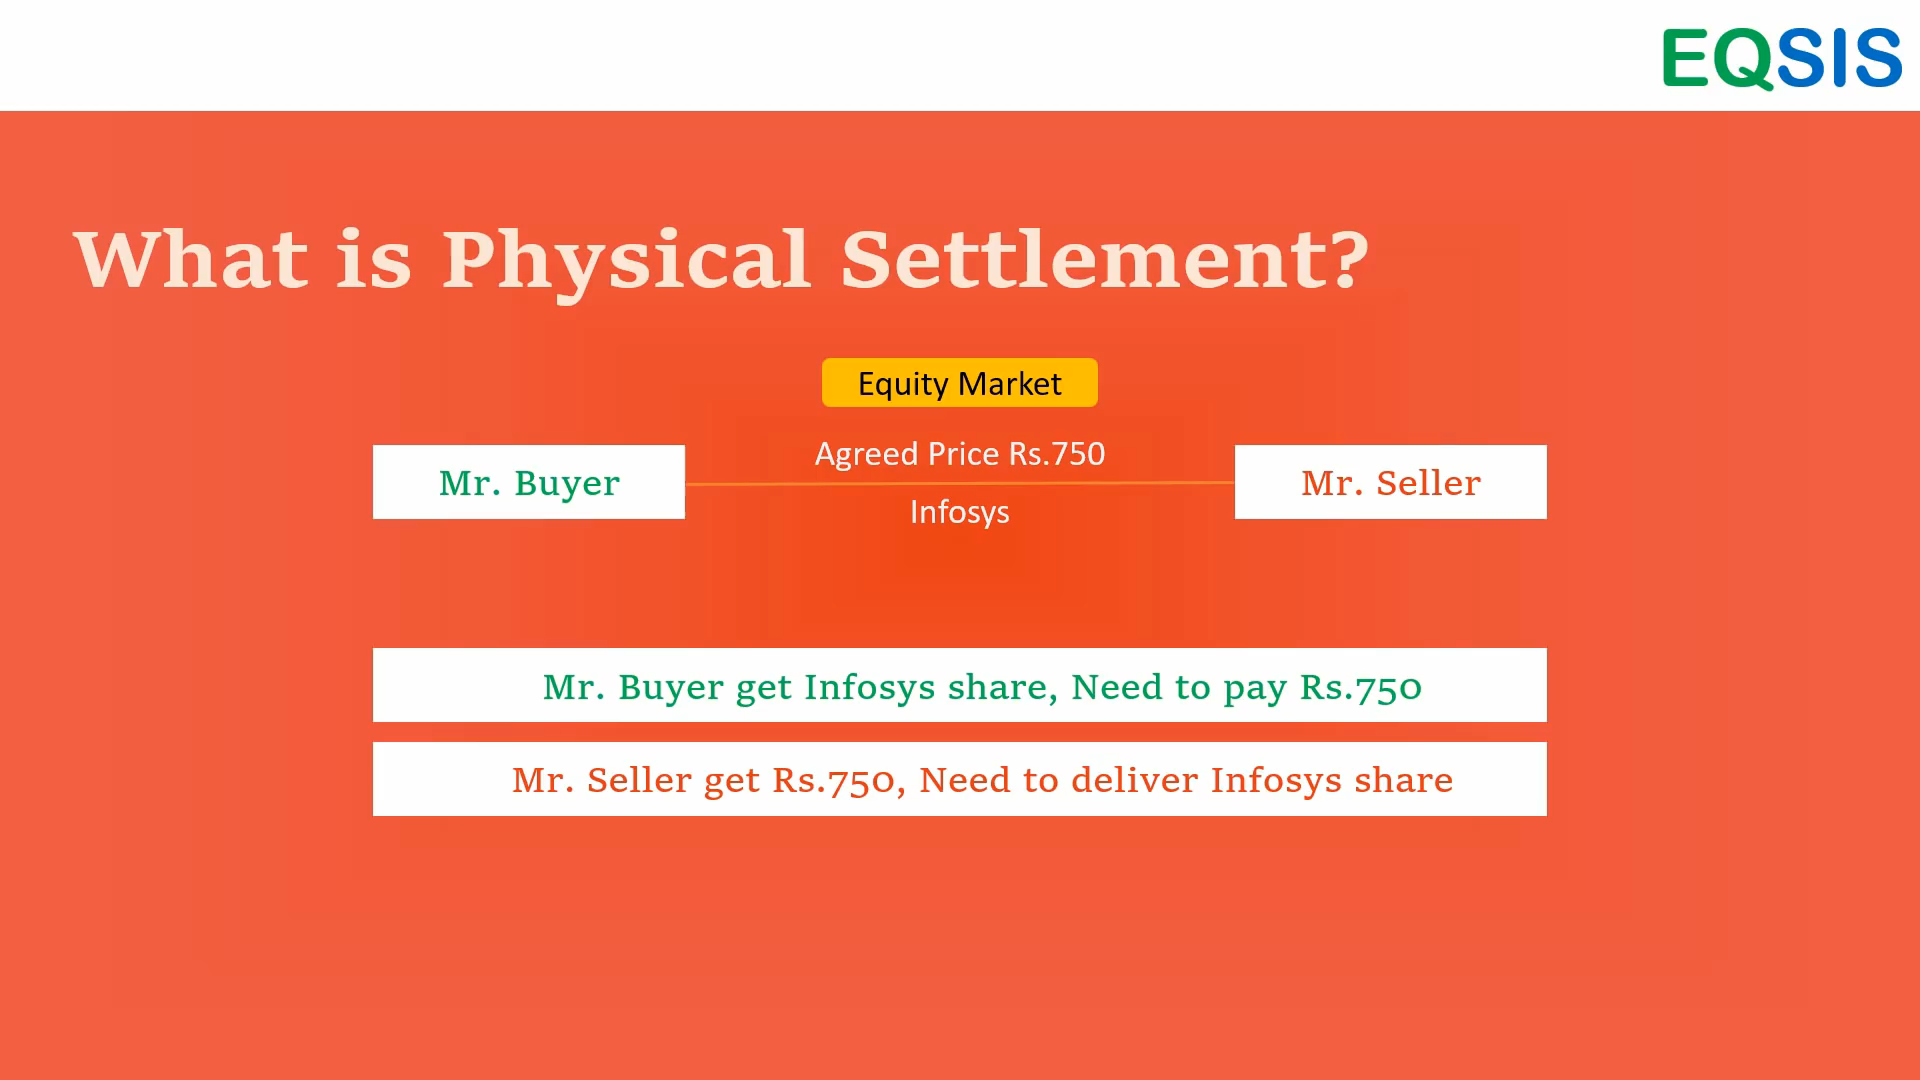 EQSIS
What is Physical Settlement?
Equity Market
Agreed Price Rs.750
Mr. Buyer
Mr. Seller
Infosys
Mr. Buyer get Infosys share, Need to pay Rs.750
Mr. Seller get Rs.750, Need to deliver Infosys share